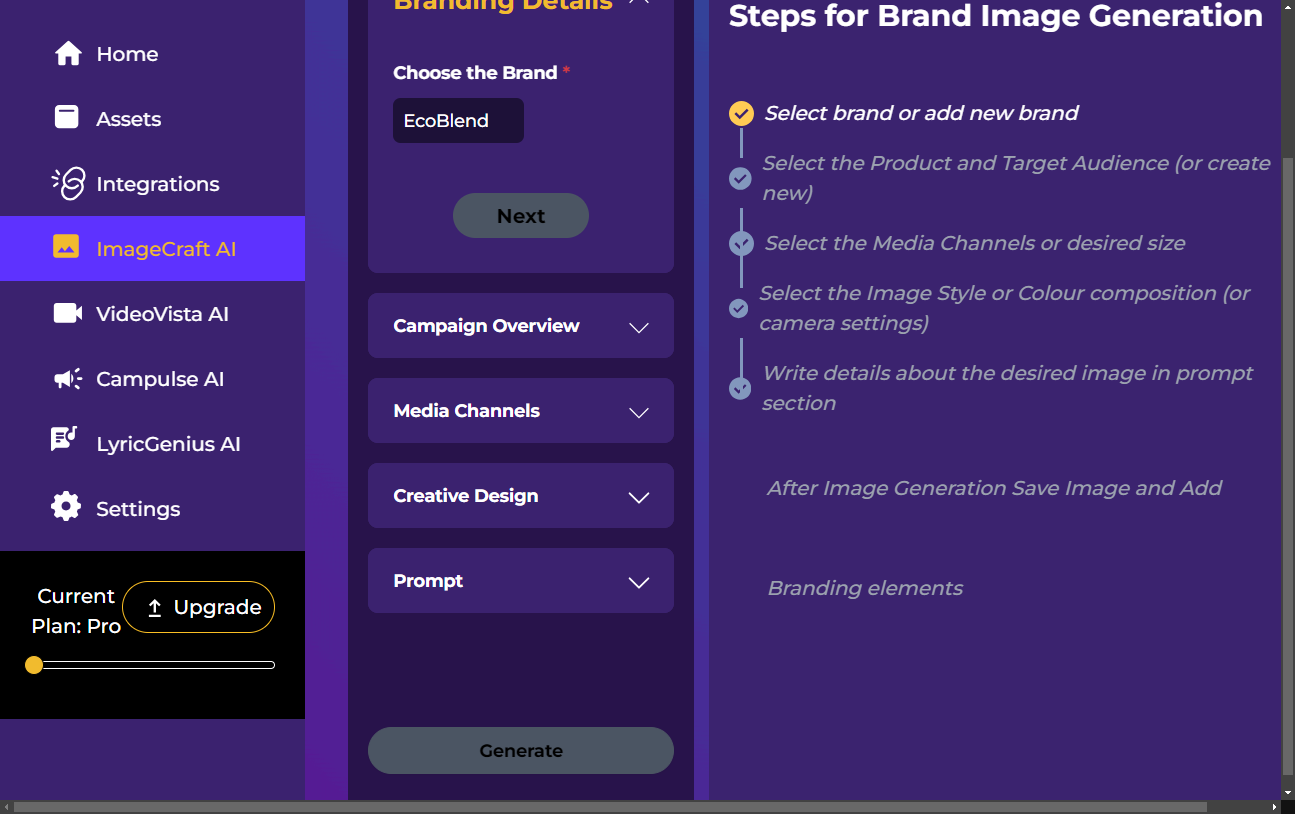 Home
Assets
Integrations
ImageCraft AI
VideoVista AI
Campulse AI
LyricGenius AI
Settings
Current
Plan: Pro
Upgrade
Branding Details
Choose the Brand *
EcoBlend
Next
Campaign Overview
Media Channels
Creative Design
Prompt
Generate
Steps for Brand Image Generation
Select brand or add new brand
Select the Product and Target Audience (or create
new)
Select the Media Channels or desired size
Select the Image Style or Colour composition (or
camera settings)
Write details about the desired image in prompt
section
After Image Generation Save Image and Add
Branding elements